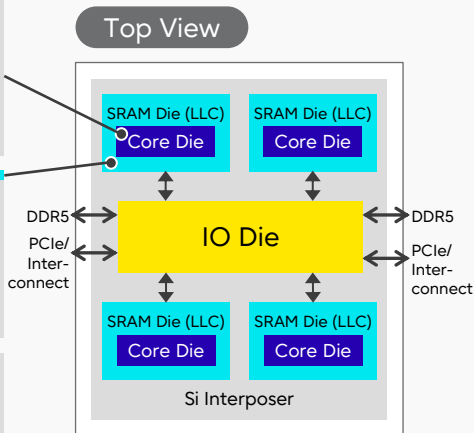 Top View
SRAM Die (LLC)
Core Die
SRAM Die (LLC)
Core Die
DDR5
PCIe/
Inter-
connect
IO Die
DDR5
PCIe/
Inter-
connect
SRAM Die (LLC)
Core Die
SRAM Die (LLC)
Core Die
Si Interposer